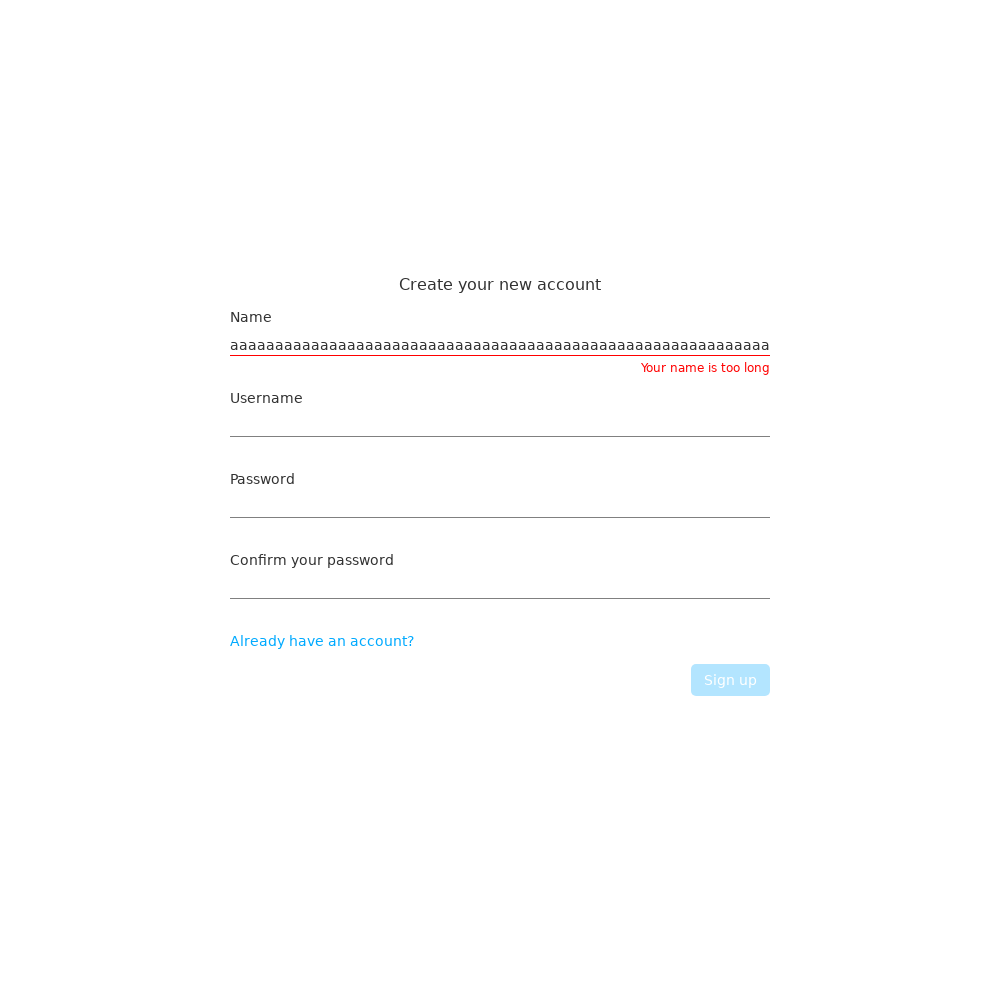 Create your new account
Name
aaaaaaaaaaaaaaaaaaaaaaaaaaaaaaaaaaaaaaaaaaaaaaaaaaaaaaaaaaaa
Your name is too long
Username
Password
Confirm your password
Already have an account?
Sign up